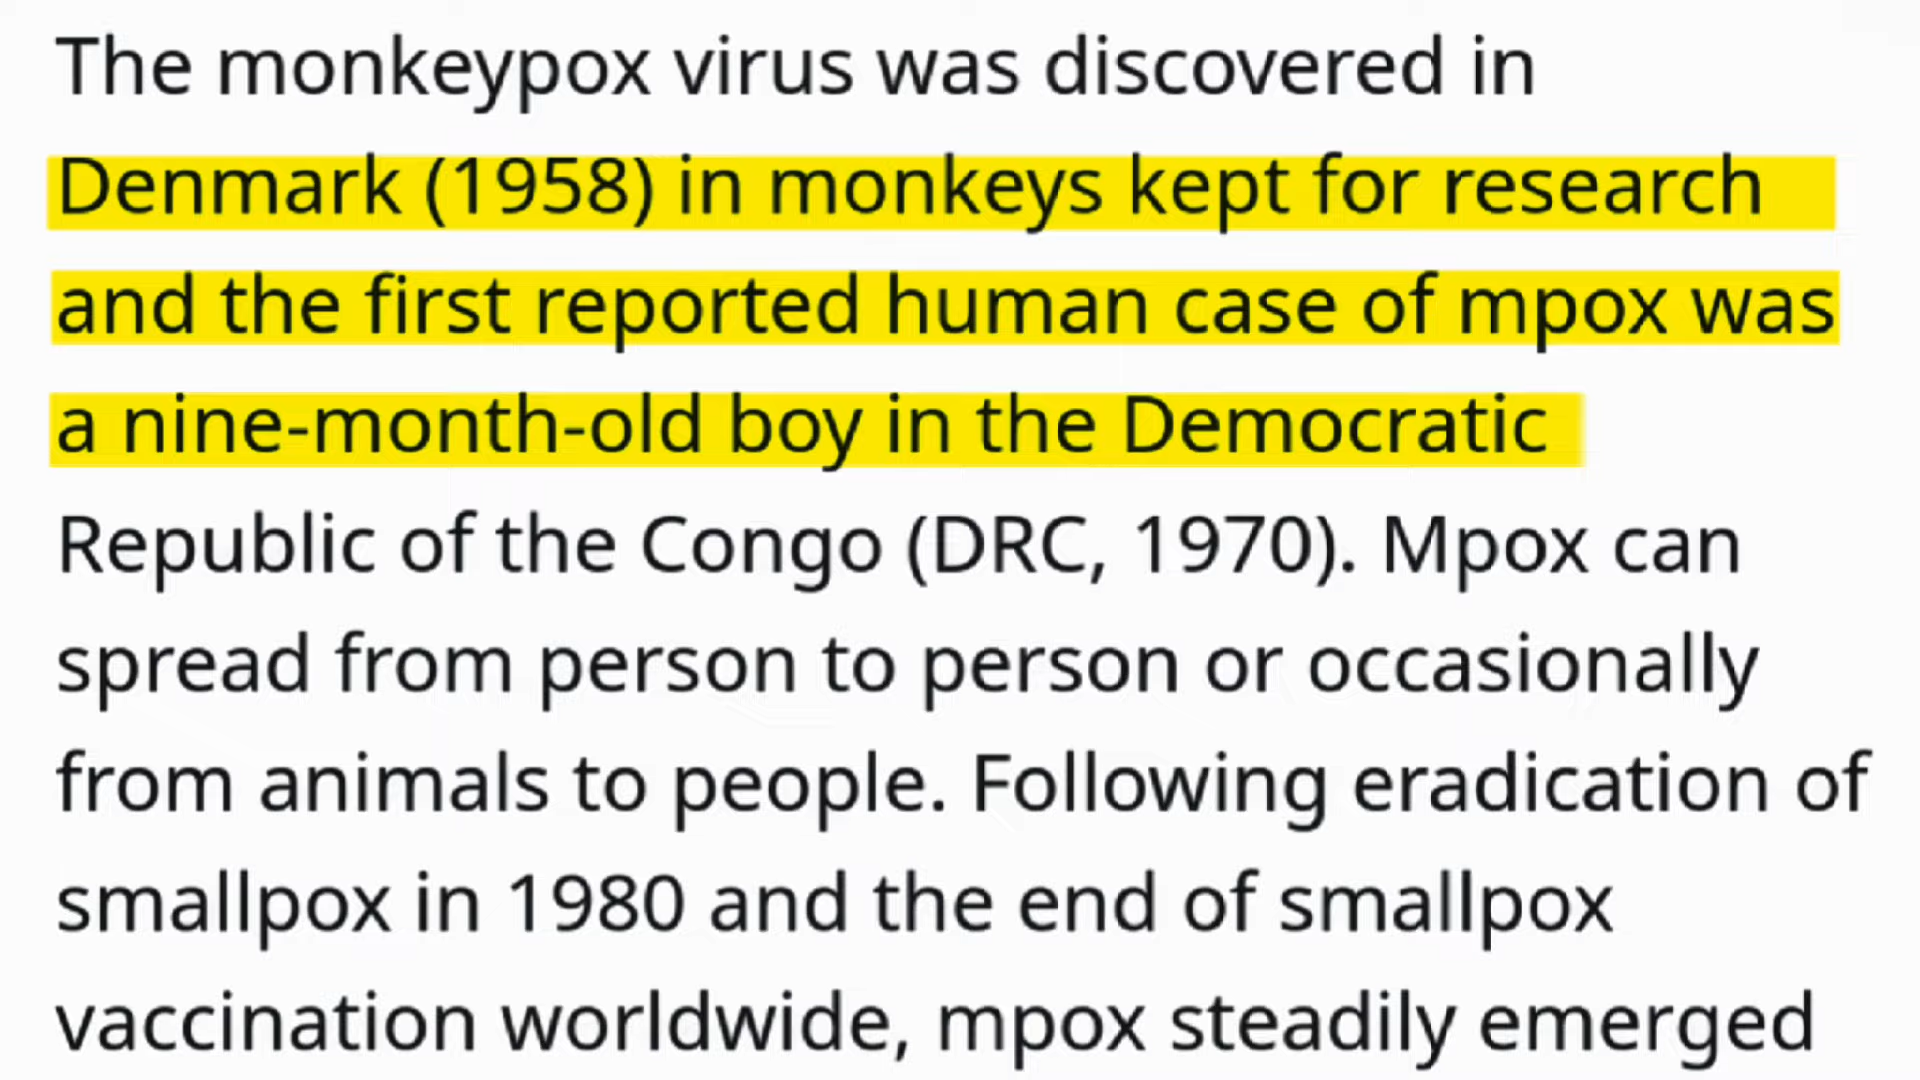 The monkeypox virus was discovered in
Denmark (1958) in monkeys kept for research
and the first reported human case of mpox was
a nine-month-old boy in the Democratic
Republic of the Congo (DRC, 1970). Mpox can
spread from person to person or occasionally
from animals to people. Following eradication of
smallpox in 1980 and the end of smallpox
vaccination worldwide, mpox steadily emerged